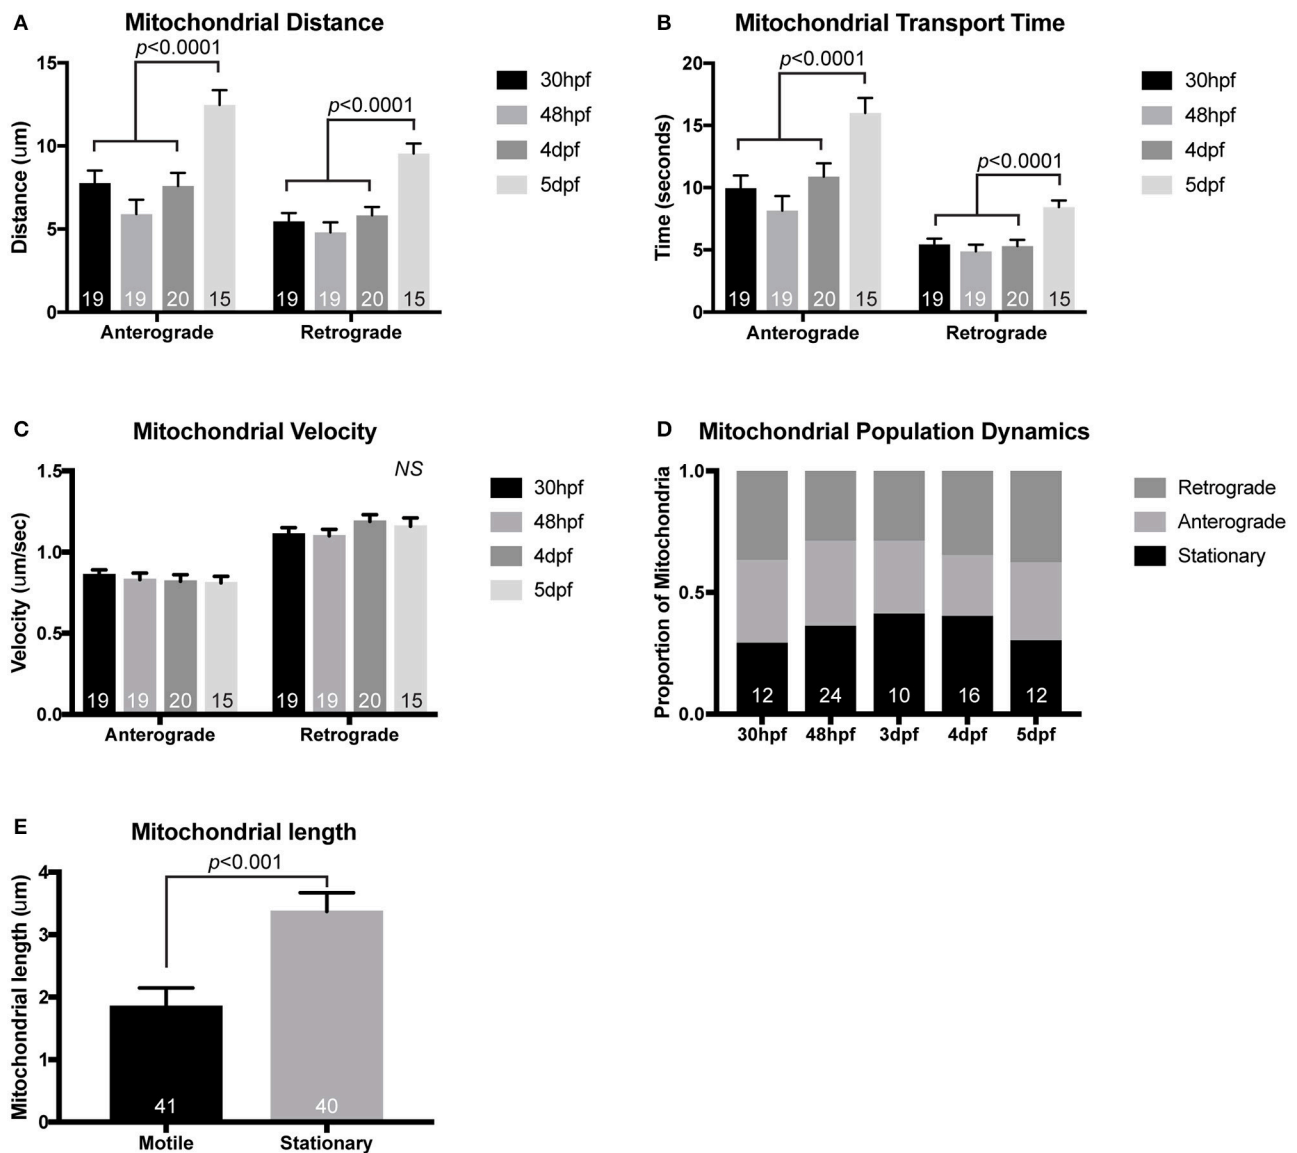 A
Mitochondrial Distance
p<0.0001
p<0.0001
15
10
5
0
Distance (um)
19
19
20
15
19
19
20
15
Anterograde
Retrograde
30hpf
48hpf
4dpf
5dpf
B
Mitochondrial Transport Time
p<0.0001
p<0.0001
20
15
10
5
0
Time (seconds)
19
19
20
15
19
19
20
15
Anterograde
Retrograde
30hpf
48hpf
4dpf
5dpf
C
Mitochondrial Velocity
NS
1.5
1.0
0.5
0.0
Velocity (um/sec)
19
19
20
15
19
19
20
15
Anterograde
Retrograde
30hpf
48hpf
4dpf
5dpf
D
Mitochondrial Population Dynamics
1.0
0.5
0.0
Proportion of Mitochondria
12
24
10
16
12
30hpf
48hpf
3dpf
4dpf
5dpf
Retrograde
Anterograde
Stationary
E
Mitochondrial length
p<0.001
4
3
2
1
0
Mitochondrial length (um)
41
40
Motile
Stationary